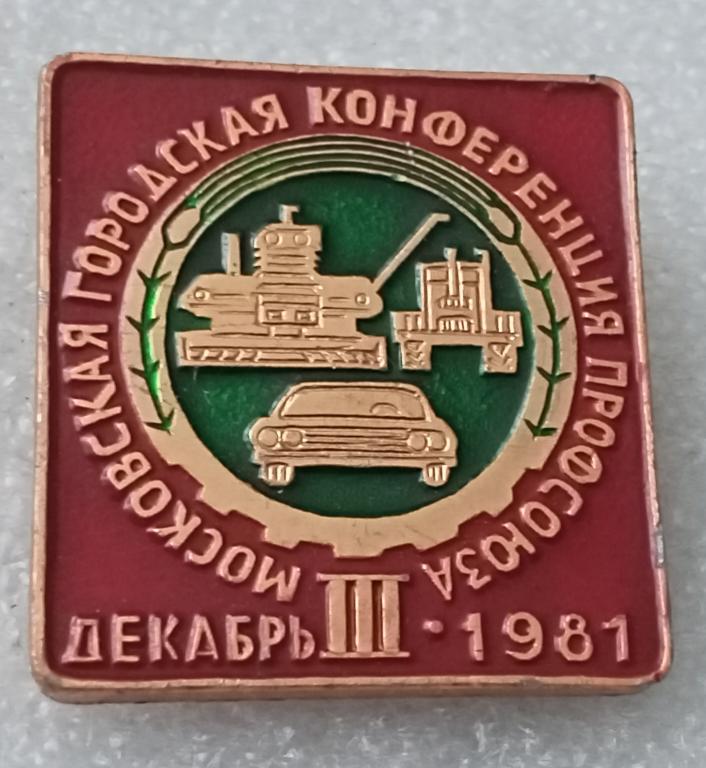 МОСКОВСКАЯ ГОРОДСКАЯ КОНФЕРЕНЦИЯ ПРОФСОЮЗА
III
ДЕКАБРЬ · 1981